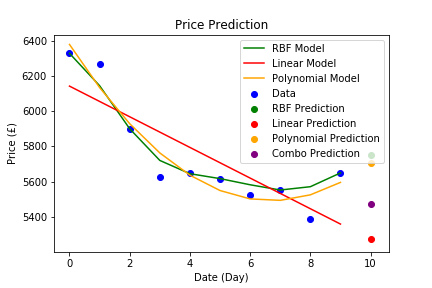 Price Prediction
6400
6200
6000
5800
5600
5400
Price (£)
RBF Model
Linear Model
Polynomial Model
Data
RBF Prediction
Linear Prediction
Polynomial Prediction
Combo Prediction
0
2
4
6
8
10
Date (Day)